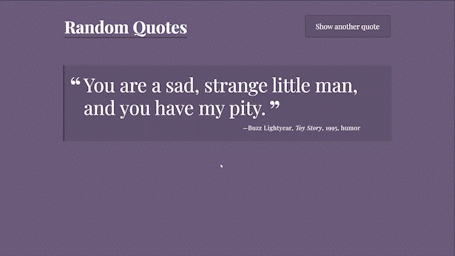 Random Quotes
Show another quote
“You are a sad, strange little man,
and you have my pity.”
—Buzz Lightyear, Toy Story, 1995, humor